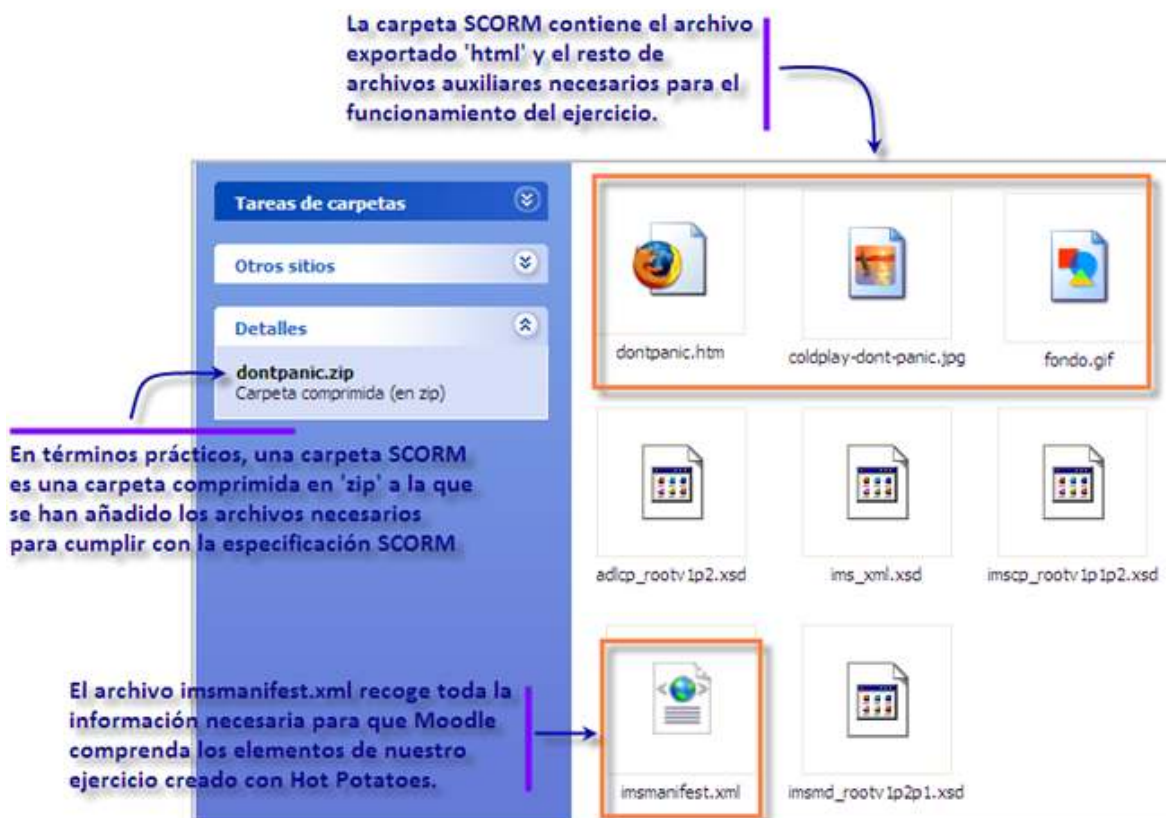 La carpeta SCORM contiene el archivo
exportado 'html' y el resto de
archivos auxiliares necesarios para el
funcionamiento del ejercicio.
Tareas de carpetas
Otros sitios
Detalles
dontpanic.zip
Carpeta comprimida (en zip)
En términos prácticos, una carpeta SCORM
es una carpeta comprimida en 'zip' a la que
se han añadido los archivos necesarios
para cumplir con la especificación SCORM
dontpanic.htm
coldplay-dont-panic.jpg
fondo.gif
adlcp_rootv1p2.xsd
ims_xml.xsd
imscp_rootv1p1p2.xsd
El archivo imsmanifest.xml recoge toda la
información necesaria para que Moodle
comprenda los elementos de nuestro
ejercicio creado con Hot Potatoes.
imsmanifest.xml
imsmd_rootv1p2p1.xsd